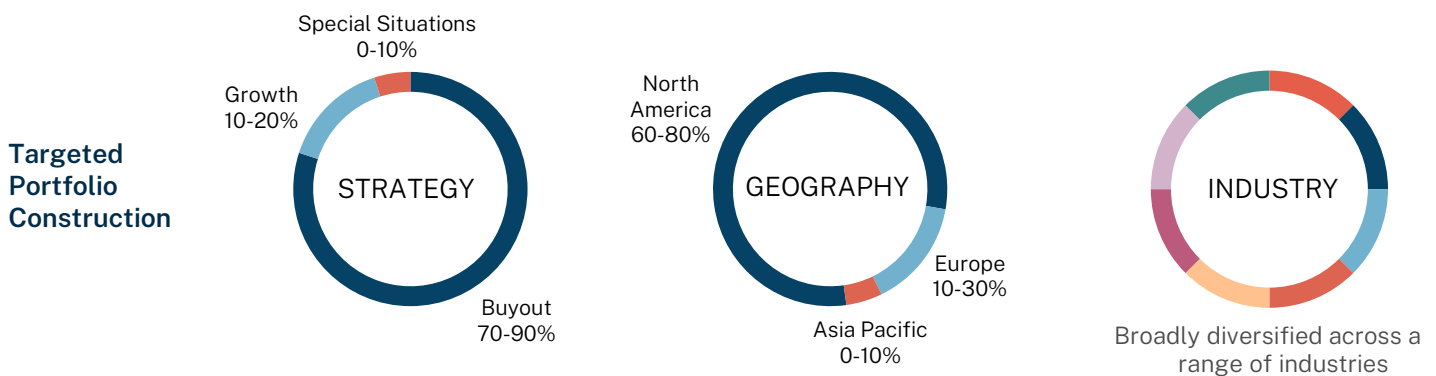 Targeted
Portfolio
Construction
Special Situations
0-10%
Growth
10-20%
STRATEGY
Buyout
70-90%
North
America
60-80%
GEOGRAPHY
Europe
10-30%
Asia Pacific
0-10%
INDUSTRY
Broadly diversified across a
range of industries